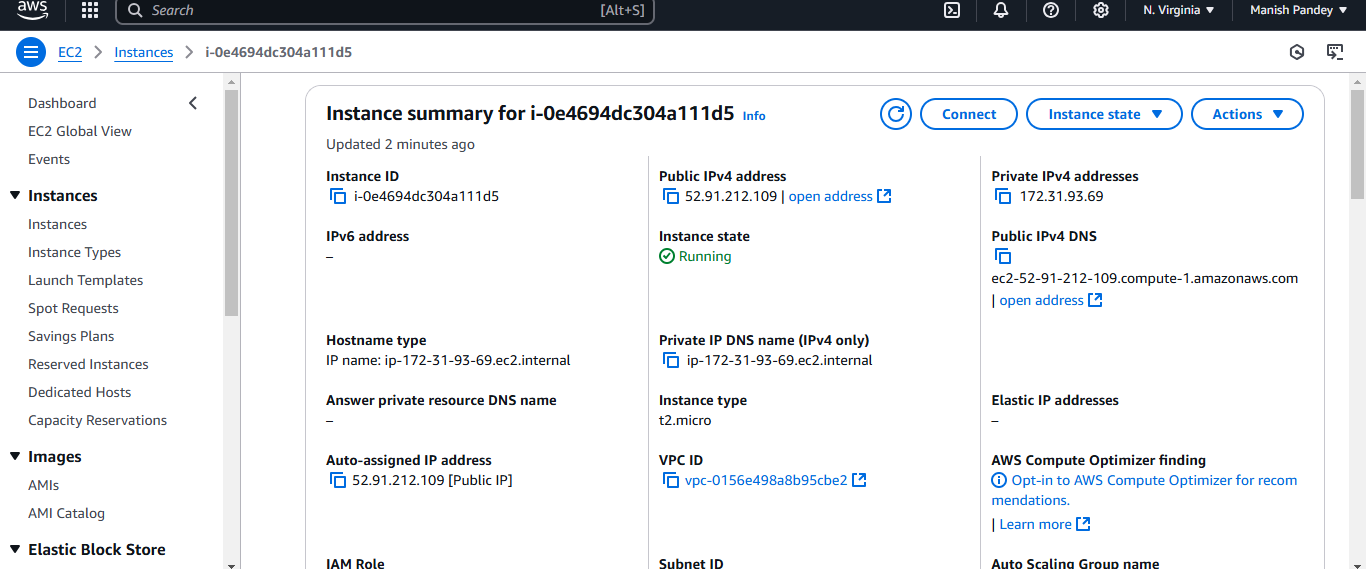 aws
Search
[Alt+S]
N. Virginia
Manish Pandey
EC2
Instances
i-0e4694dc304a111d5
Dashboard
EC2 Global View
Events
Instances
Instances
Instance Types
Launch Templates
Spot Requests
Savings Plans
Reserved Instances
Dedicated Hosts
Capacity Reservations
Images
AMIs
AMI Catalog
Elastic Block Store
Instance summary for i-0e4694dc304a111d5 Info
Updated 2 minutes ago
Connect
Instance state
Actions
Instance ID
i-0e4694dc304a111d5
Public IPv4 address
52.91.212.109 | open address
Private IPv4 addresses
172.31.93.69
IPv6 address
–
Instance state
Running
Public IPv4 DNS
ec2-52-91-212-109.compute-1.amazonaws.com
| open address
Hostname type
IP name: ip-172-31-93-69.ec2.internal
Private IP DNS name (IPv4 only)
ip-172-31-93-69.ec2.internal
Answer private resource DNS name
–
Instance type
t2.micro
Elastic IP addresses
–
Auto-assigned IP address
52.91.212.109 [Public IP]
VPC ID
vpc-0156e498a8b95cbe2
AWS Compute Optimizer finding
Opt-in to AWS Compute Optimizer for recom
mendations.
| Learn more
IAM Role
Subnet ID
Auto Scaling Group name